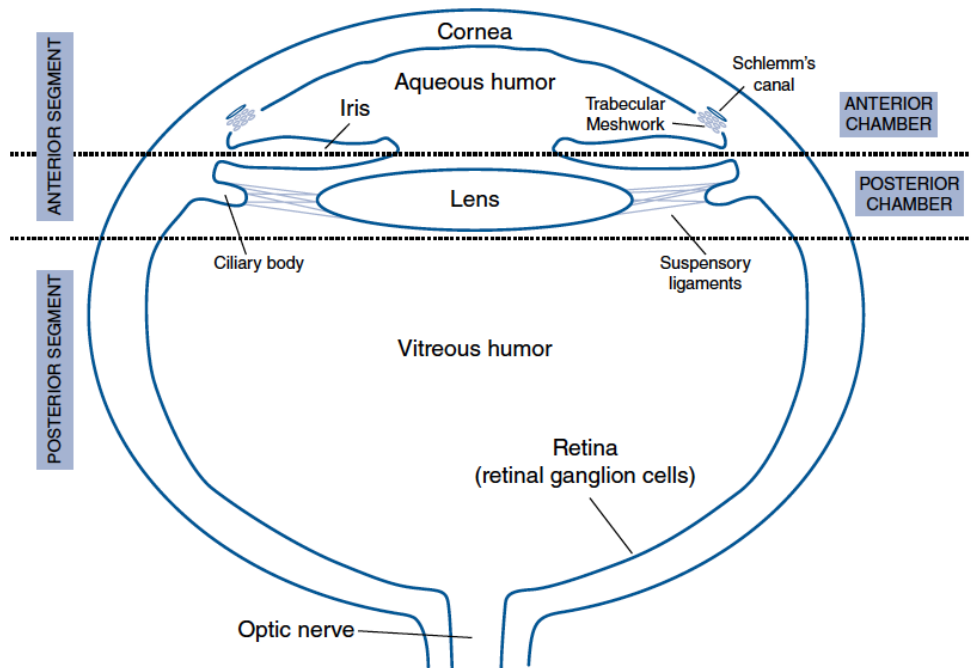 Cornea
Schlemm's
canal
Aqueous humor
ANTERIOR SEGMENT
Iris
Trabecular
Meshwork
ANTERIOR
CHAMBER
Lens
POSTERIOR
CHAMBER
Ciliary body
Suspensory
ligaments
POSTERIOR SEGMENT
Vitreous humor
Retina
(retinal ganglion cells)
Optic nerve